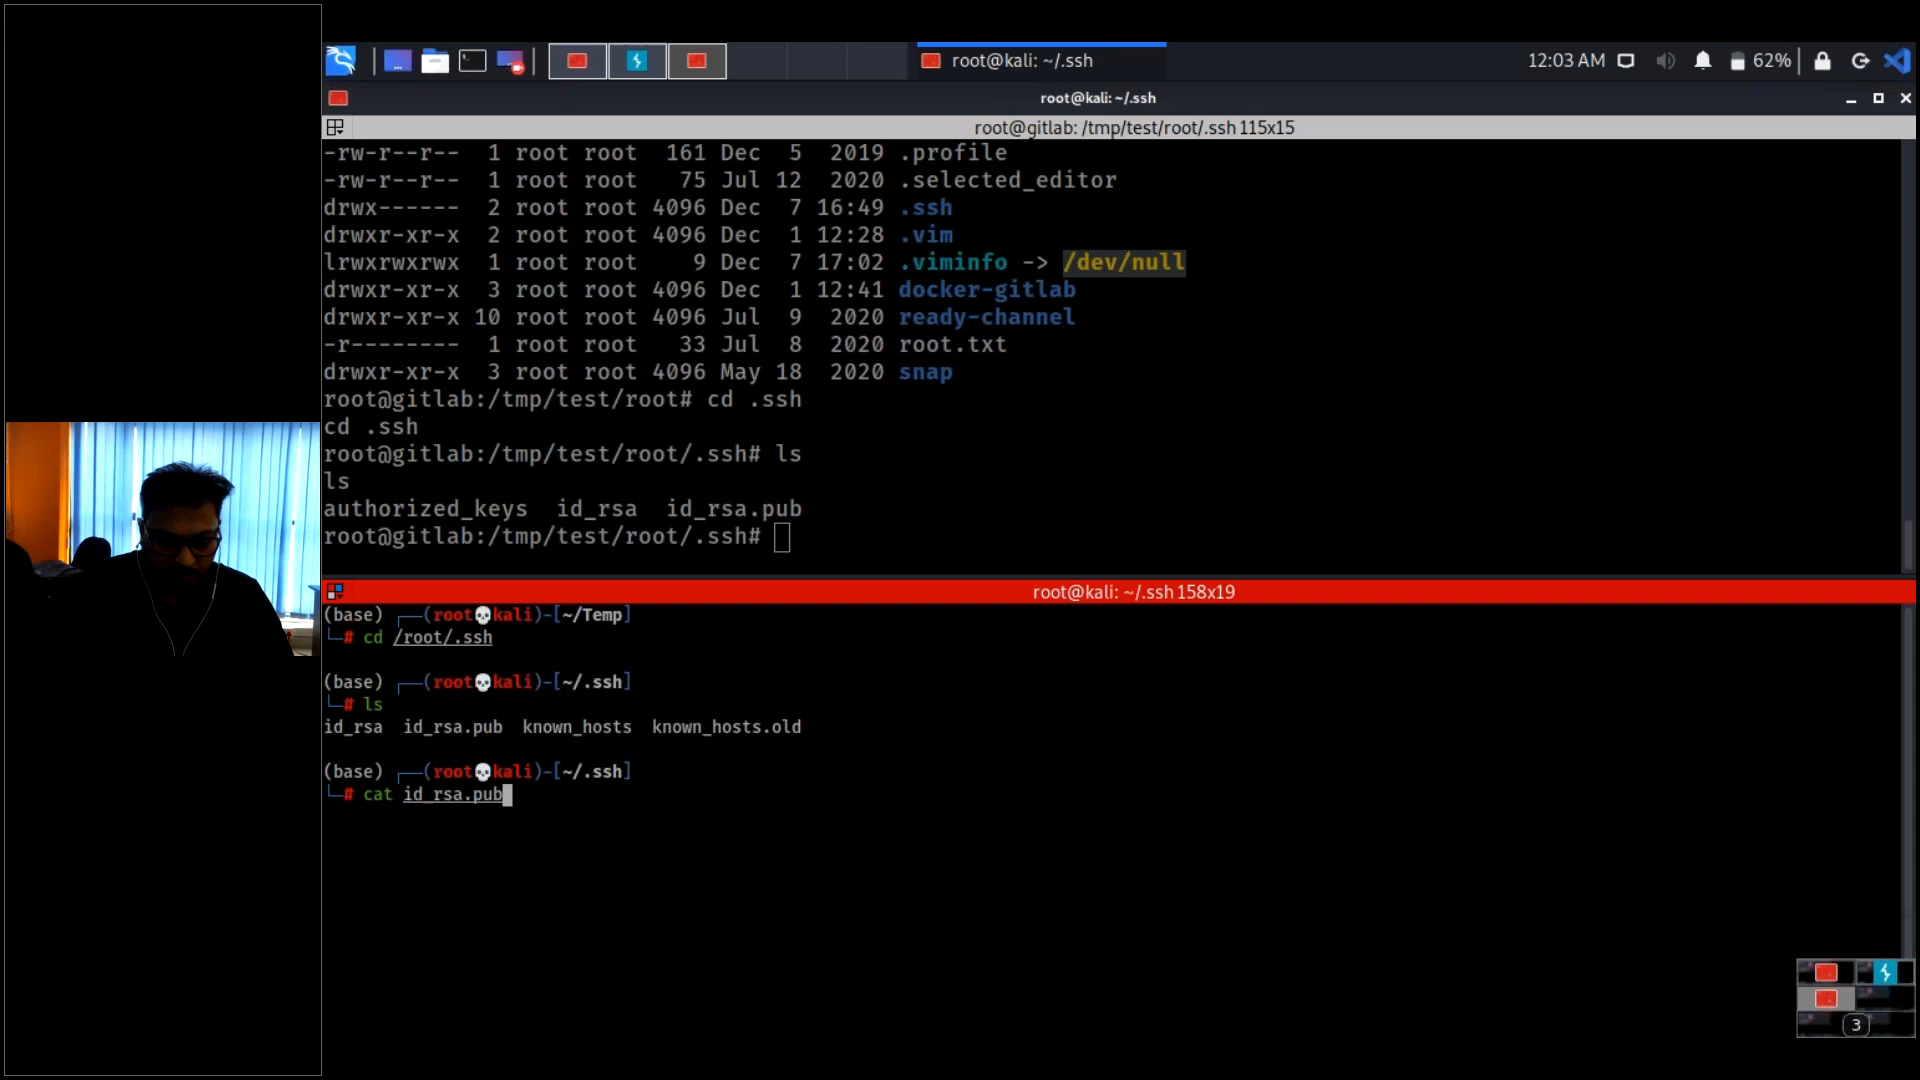 root@kali: ~/.ssh
12:03 AM
62%
root@kali: ~/.ssh
root@gitlab: /tmp/test/root/.ssh 115x15
-rw-r--r--  1 root root  161 Dec  5  2019 .profile
-rw-r--r--  1 root root   75 Jul 12  2020 .selected_editor
drwx------  2 root root 4096 Dec  7 16:49 .ssh
drwxr-xr-x  2 root root 4096 Dec  1 12:28 .vim
lrwxrwxrwx  1 root root    9 Dec  7 17:02 .viminfo -> /dev/null
drwxr-xr-x  3 root root 4096 Dec  1 12:41 docker-gitlab
drwxr-xr-x 10 root root 4096 Jul  9  2020 ready-channel
-r--------  1 root root   33 Jul  8  2020 root.txt
drwxr-xr-x  3 root root 4096 May 18  2020 snap
root@gitlab:/tmp/test/root# cd .ssh
cd .ssh
root@gitlab:/tmp/test/root/.ssh# ls
ls
authorized_keys  id_rsa  id_rsa.pub
root@gitlab:/tmp/test/root/.ssh#
root@kali: ~/.ssh 158x19
(base) ┌──(root💀kali)-[~/Temp]
└─# cd /root/.ssh
(base) ┌──(root💀kali)-[~/.ssh]
└─# ls
id_rsa  id_rsa.pub  known_hosts  known_hosts.old
(base) ┌──(root💀kali)-[~/.ssh]
└─# cat id_rsa.pub
3